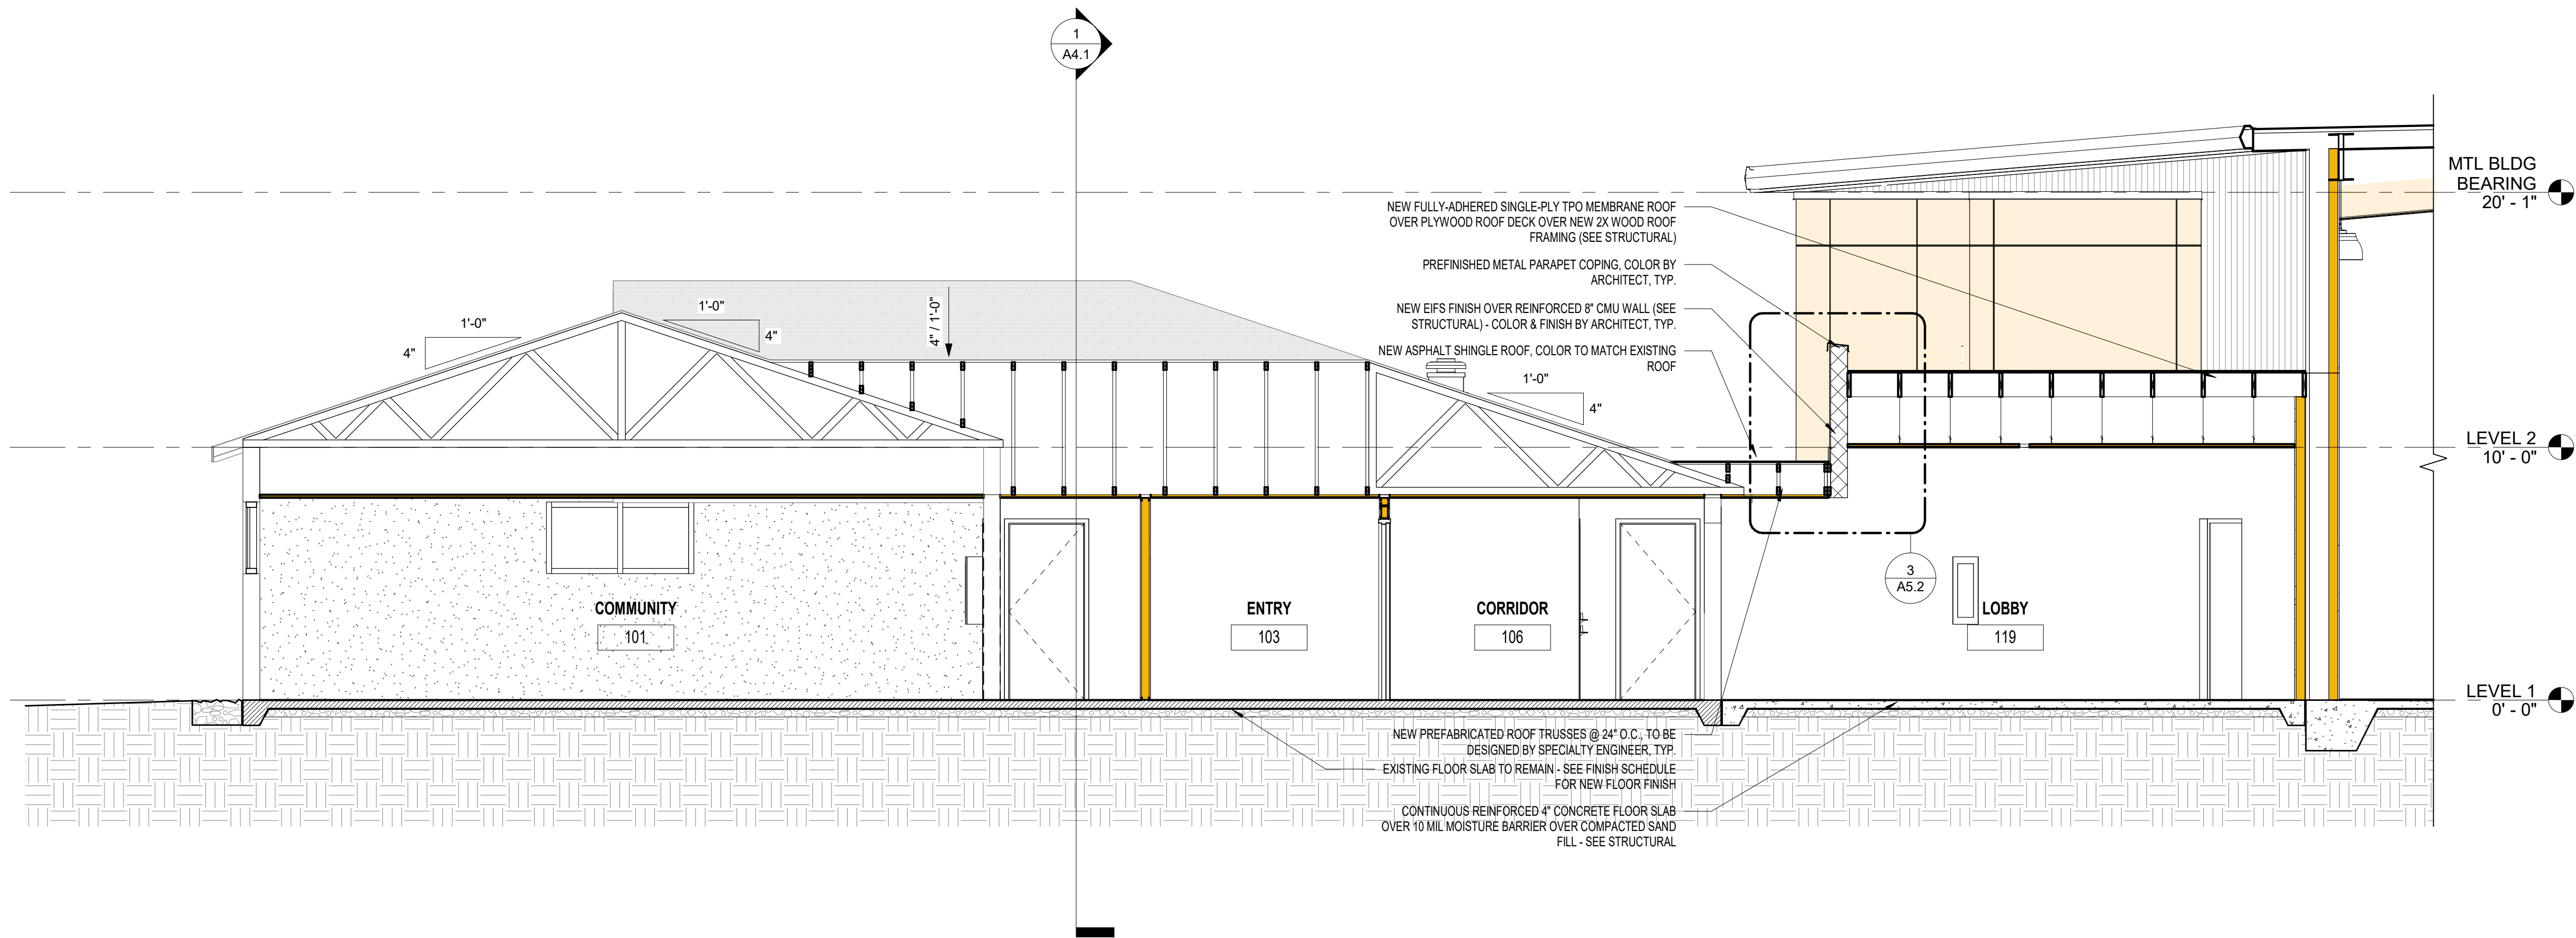 1
A4.1
MTL BLDG
BEARING
20' - 1"
NEW FULLY-ADHERED SINGLE-PLY TPO MEMBRANE ROOF
OVER PLYWOOD ROOF DECK OVER NEW 2X WOOD ROOF
FRAMING (SEE STRUCTURAL)
PREFINISHED METAL PARAPET COPING, COLOR BY
ARCHITECT, TYP.
NEW EIFS FINISH OVER REINFORCED 8" CMU WALL (SEE
STRUCTURAL) - COLOR & FINISH BY ARCHITECT, TYP.
NEW ASPHALT SHINGLE ROOF, COLOR TO MATCH EXISTING
ROOF
1'-0"
4"
1'-0"
4"
4" / 1'-0"
1'-0"
4"
LEVEL 2
10' - 0"
3
A5.2
COMMUNITY
101
ENTRY
103
CORRIDOR
106
LOBBY
119
LEVEL 1
0' - 0"
NEW PREFABRICATED ROOF TRUSSES @ 24" O.C., TO BE
DESIGNED BY SPECIALTY ENGINEER, TYP.
EXISTING FLOOR SLAB TO REMAIN - SEE FINISH SCHEDULE
FOR NEW FLOOR FINISH
CONTINUOUS REINFORCED 4" CONCRETE FLOOR SLAB
OVER 10 MIL MOISTURE BARRIER OVER COMPACTED SAND
FILL - SEE STRUCTURAL